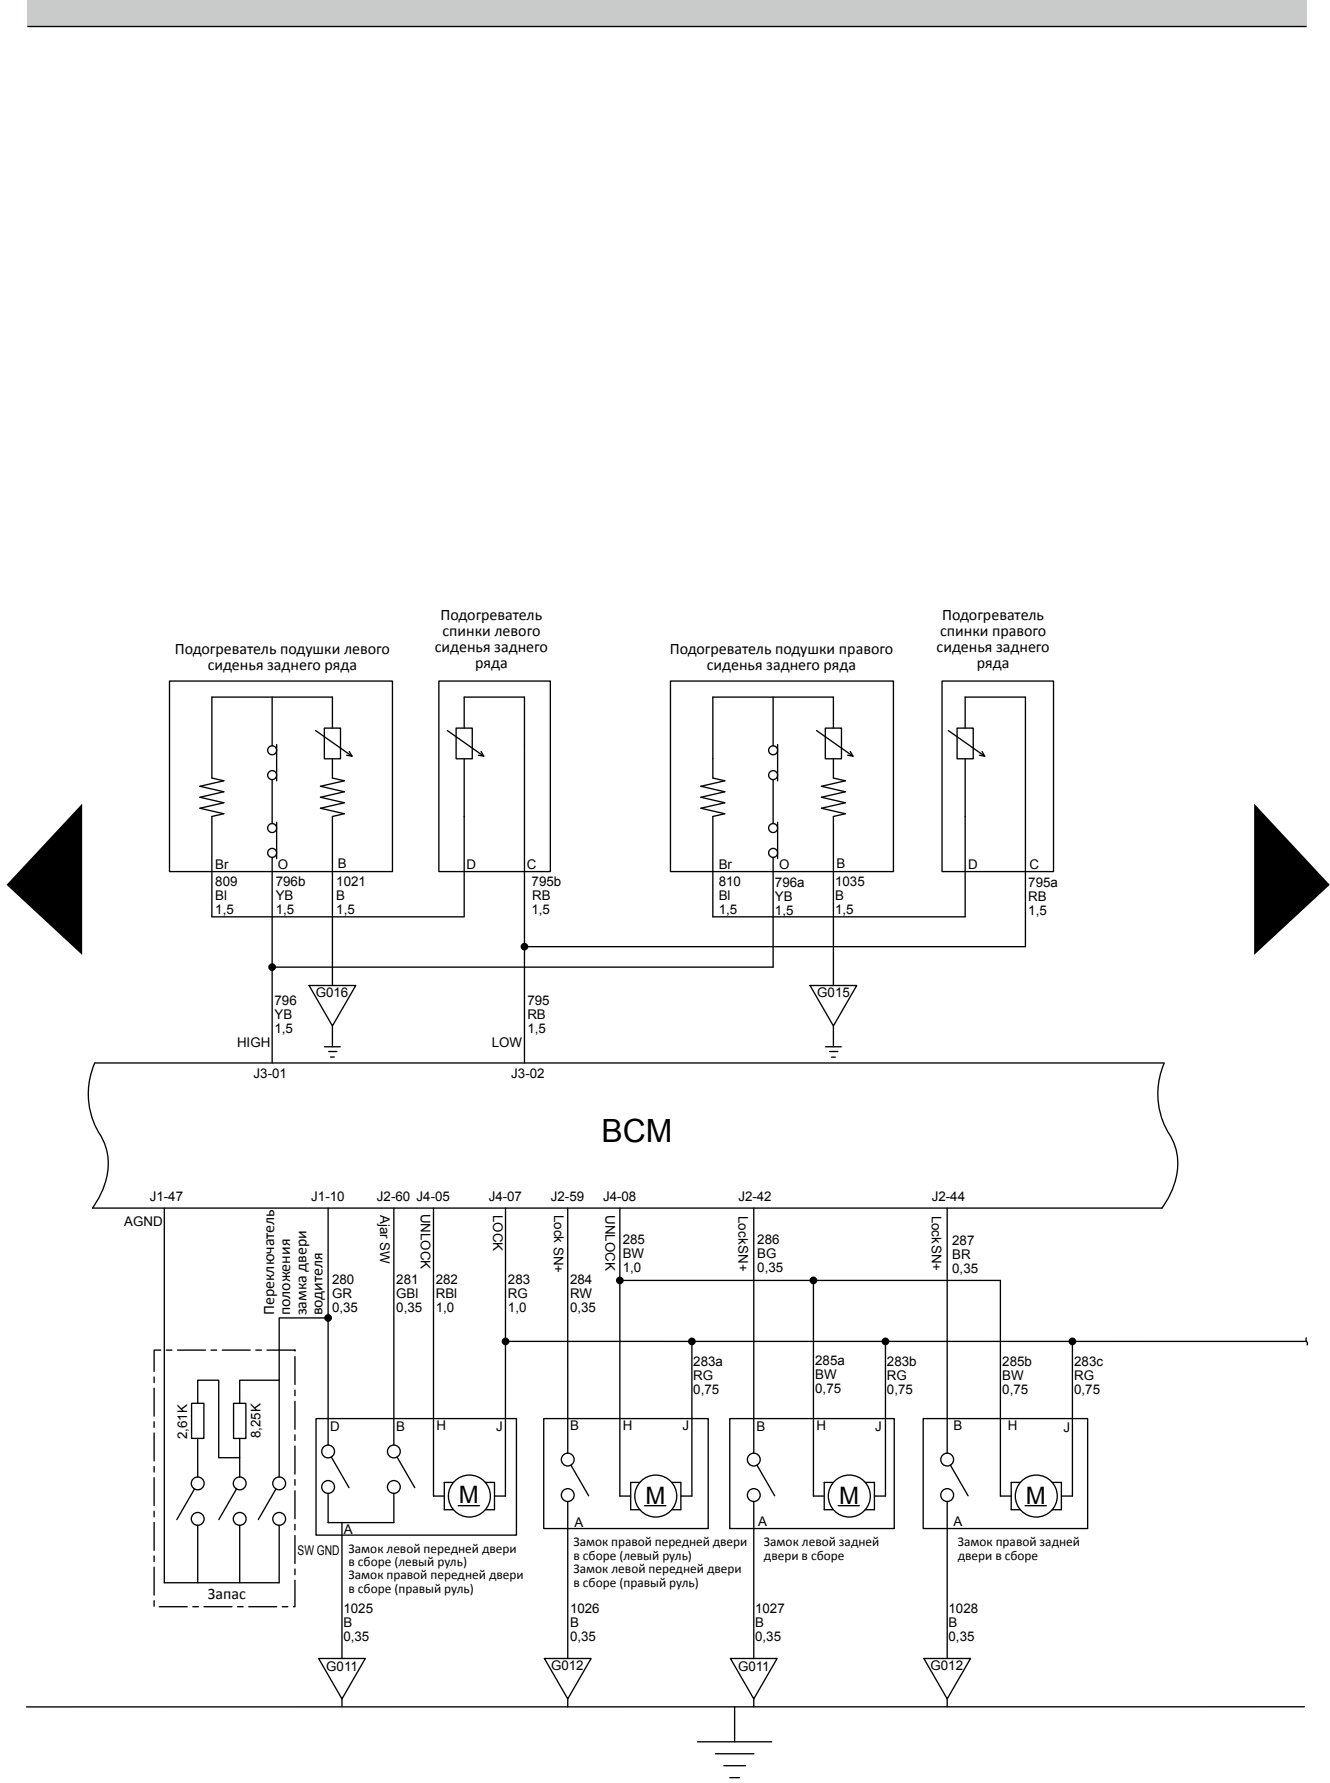 Подогреватель подушки левого
сиденья заднего ряда
Подогреватель
спинки левого
сиденья заднего
ряда
Подогреватель подушки правого
сиденья заднего ряда
Подогреватель
спинки правого
сиденья заднего
ряда
Br
O
B
D
C
Br
O
B
D
C
809
Bl
1,5
796b
YB
1,5
1021
B
1,5
795b
RB
1,5
810
Bl
1,5
796a
YB
1,5
1035
B
1,5
795a
RB
1,5
G016
G015
796
YB
1,5
795
RB
1,5
HIGH
LOW
J3-01
J3-02
BCM
J1-47
J1-10
J2-60
J4-05
J4-07
J2-59
J4-08
J2-42
J2-44
AGND
Переключатель
положения
замка двери
водителя
Ajar SW
UNLOCK
LOCK
Lock SN+
UNLOCK
LockSN+
LockSN+
280
GR
0,35
281
GBl
0,35
282
RBl
1,0
283
RG
1,0
284
RW
0,35
285
BW
1,0
286
BG
0,35
287
BR
0,35
283a
RG
0,75
285a
BW
0,75
283b
RG
0,75
285b
BW
0,75
283c
RG
0,75
2,61K
8,25K
D
B
H
J
B
H
J
B
H
J
B
H
J
M
M
M
M
A
A
A
A
SW GND
Замок левой передней двери
в сборе (левый руль)
Замок правой передней двери
в сборе (правый руль)
Замок правой передней двери
в сборе (левый руль)
Замок левой передней двери
в сборе (правый руль)
Замок левой задней
двери в сборе
Замок правой задней
двери в сборе
Запас
1025
B
0,35
1026
B
0,35
1027
B
0,35
1028
B
0,35
G011
G012
G011
G012